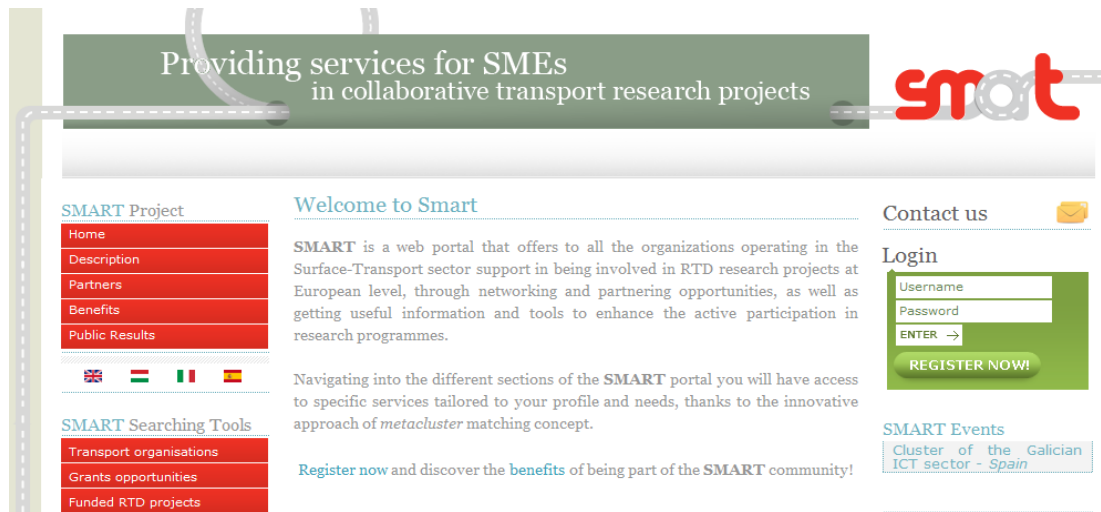 Providing services for SMEs
in collaborative transport research projects
smart
SMART Project
Home
Description
Partners
Benefits
Public Results
SMART Searching Tools
Transport organisations
Grants opportunities
Funded RTD projects
Welcome to Smart
SMART is a web portal that offers to all the organizations operating in the
Surface-Transport sector support in being involved in RTD research projects at
European level, through networking and partnering opportunities, as well as
getting useful information and tools to enhance the active participation in
research programmes.
Navigating into the different sections of the SMART portal you will have access
to specific services tailored to your profile and needs, thanks to the innovative
approach of metacluster matching concept.
Register now and discover the benefits of being part of the SMART community!
Contact us
Login
Username
Password
ENTER →
REGISTER NOW!
SMART Events
Cluster of the Galician
ICT sector - Spain